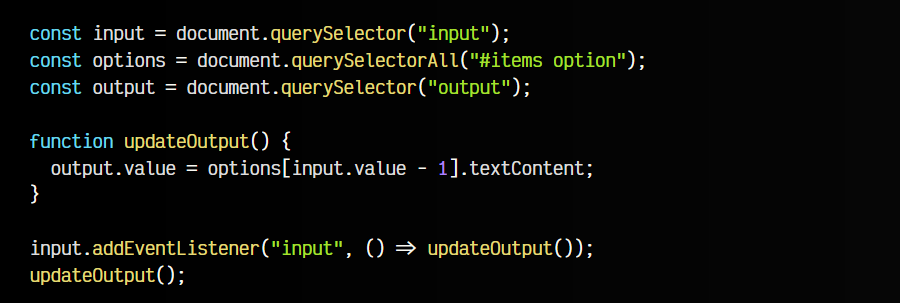 const input = document.querySelector("input");
const options = document.querySelectorAll("#items option");
const output = document.querySelector("output");

function updateOutput() {
  output.value = options[input.value - 1].textContent;
}

input.addEventListener("input", () => updateOutput());
updateOutput();